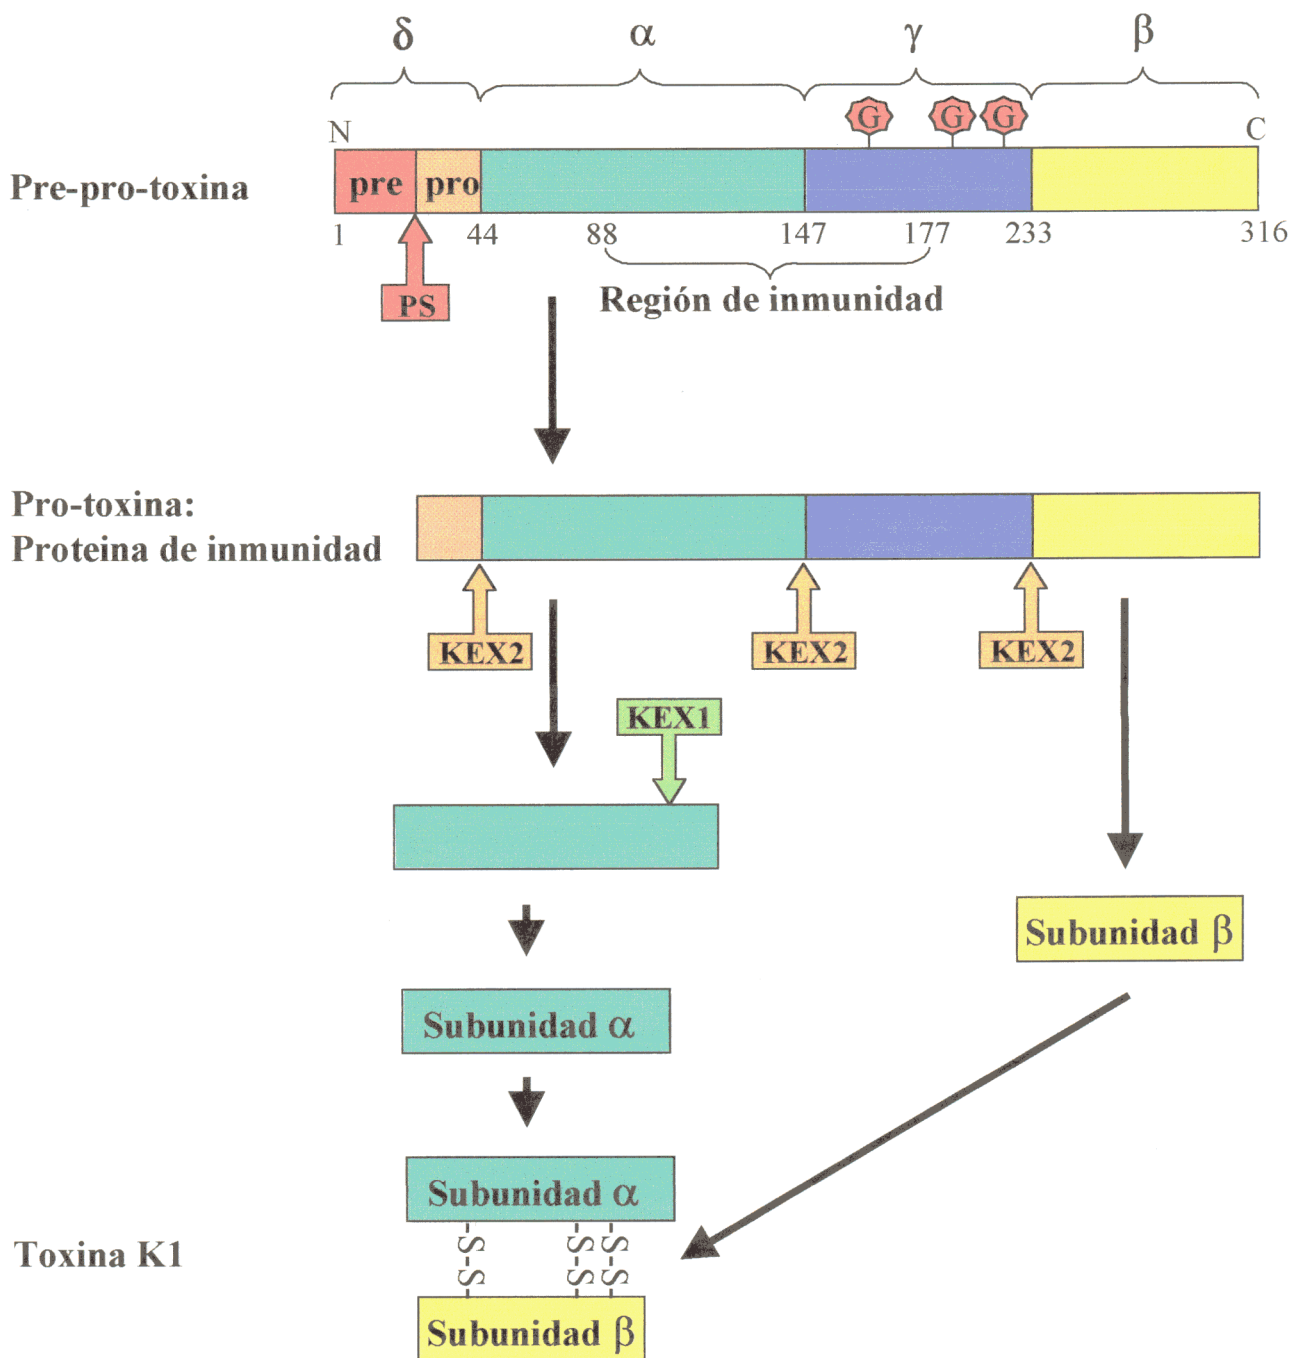 δ α γ β
N G G G C
Pre-pro-toxina pre pro
1 44 88 147 177 233 316
PS
Región de inmunidad
Pro-toxina:
Proteina de inmunidad
KEX2 KEX2 KEX2
KEX1
Subunidad β
Subunidad α
Subunidad α
S-S S-S S-S
Toxina K1
Subunidad β